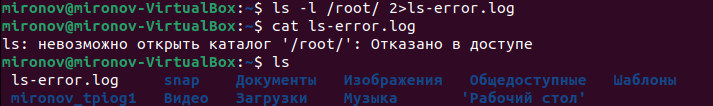 mironov@mironov-VirtualBox:~$ ls -l /root/ 2>ls-error.log
mironov@mironov-VirtualBox:~$ cat ls-error.log
ls: невозможно открыть каталог '/root/': Отказано в доступе
mironov@mironov-VirtualBox:~$ ls
ls-error.log snap Документы Изображения Общедоступные Шаблоны
mironov_tpiog1 Видео Загрузки Музыка 'Рабочий стол'